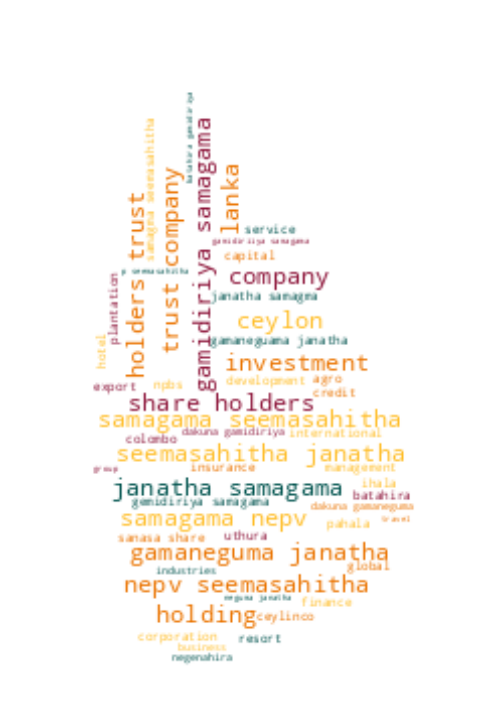 batahira gamidiriya
samagma seemasahitha
gamidiriya samagama
lanka
trust company
holders trust
service
gamidiriya samagama
capital
p seemasahitha
company
plantation
janatha samagma
ceylon
gamaneguama janatha
hotel
investment
development
agro
export
npbs
credit
share holders
samagama seemasahitha
dakuna gamidiriya
international
colombo
seemasahitha janatha
group
insurance
management
janatha samagama
ihala
batahira
gemidiriya samagama
dakuna gamaneguma
samagama nepv
pahala
travel
sanasa share
uthura
gamaneguma janatha
global
industries
nepv seemasahitha
neguma janatha
finance
holding
ceylinco
corporation
resort
business
negenahira